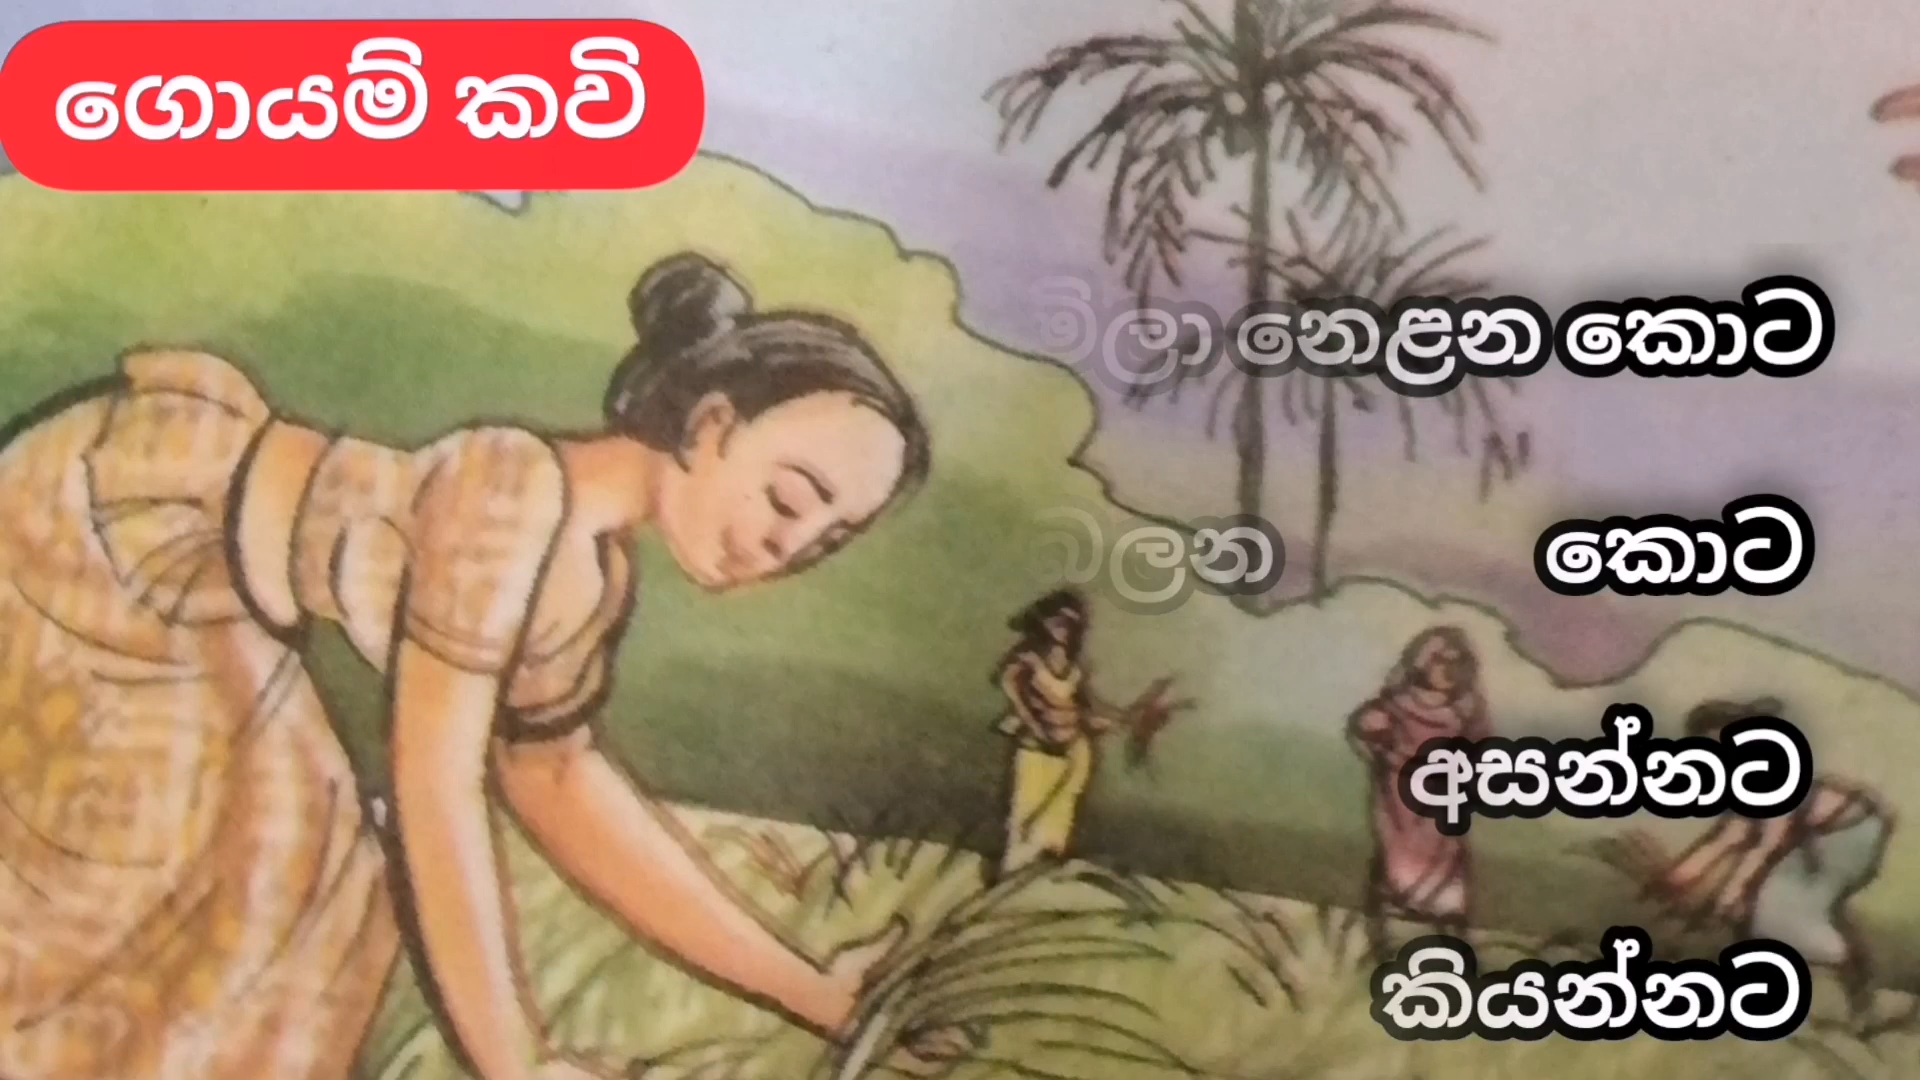 ගොයම් කවි
නෙළන කොට
බලන කොට
අසන්නට
කියන්නට